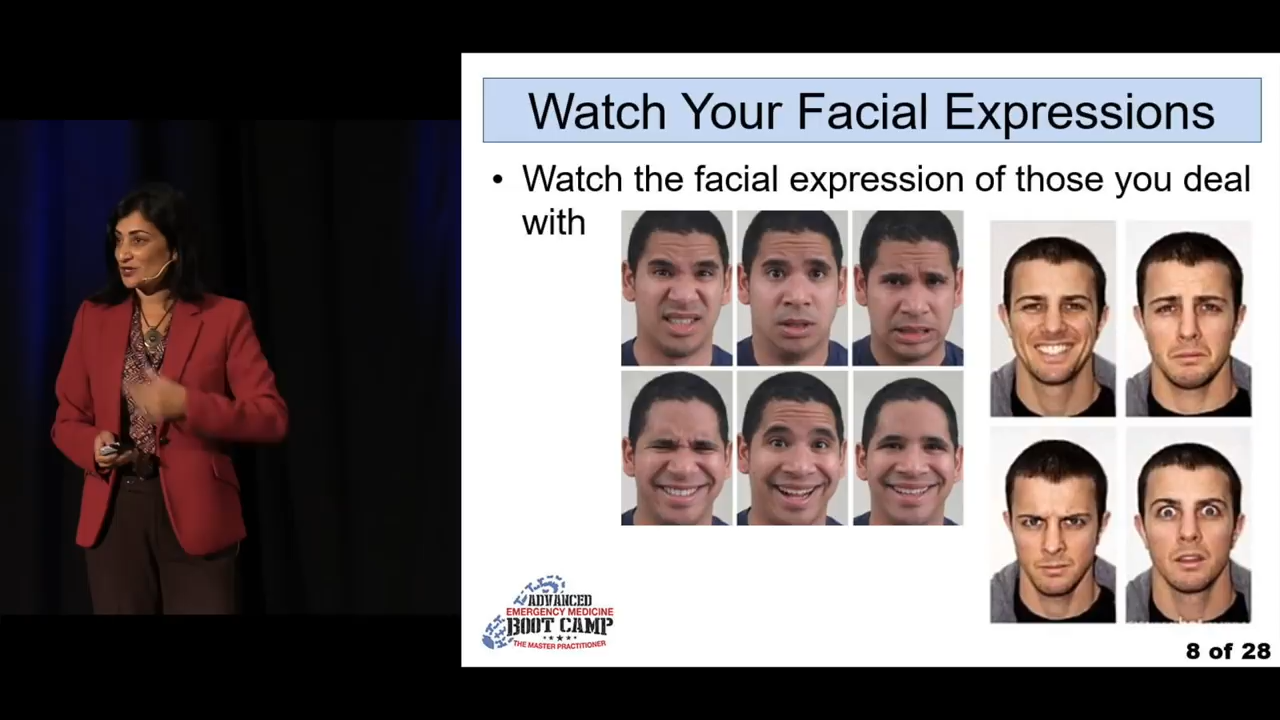 Watch Your Facial Expressions
• Watch the facial expression of those you deal
with
ADVANCED
EMERGENCY MEDICINE
BOOT CAMP
THE MASTER PRACTITIONER
8 of 28